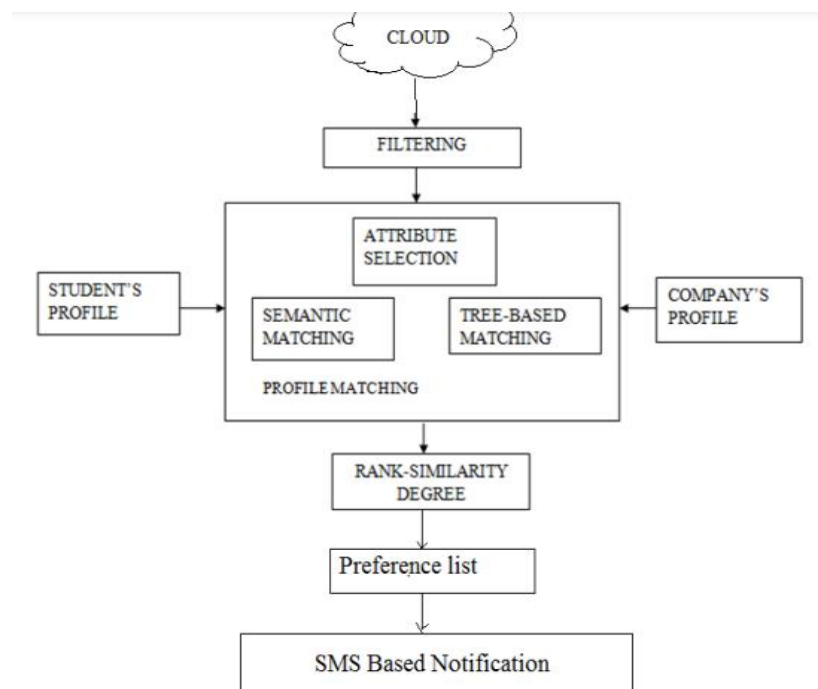 CLOUD
FILTERING
ATTRIBUTE
SELECTION
STUDENT'S
PROFILE
SEMANTIC
MATCHING
TREE-BASED
MATCHING
COMPANY'S
PROFILE
PROFILE MATCHING
RANK-SIMILARITY
DEGREE
Preference list
SMS Based Notification